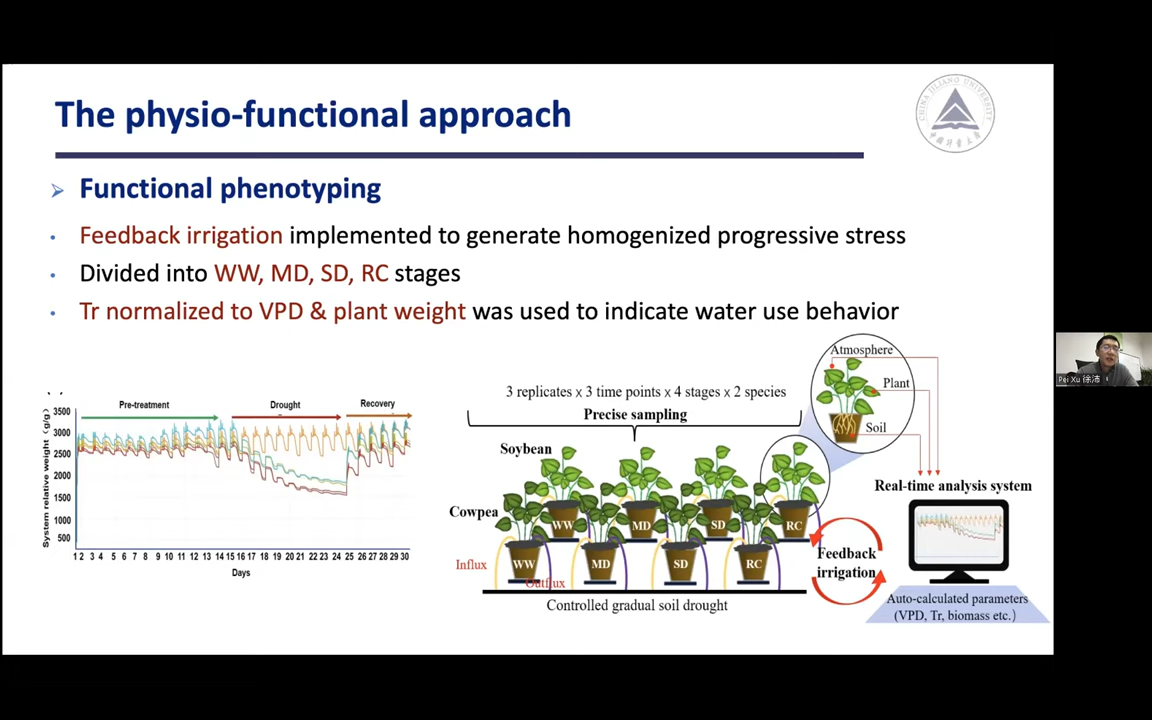 The physio-functional approach
CHINA JILIANG UNIVERSITY
Functional phenotyping
Feedback irrigation implemented to generate homogenized progressive stress
Divided into WW, MD, SD, RC stages
Tr normalized to VPD & plant weight was used to indicate water use behavior
Pei Xu 徐沛
Pre-treatment
Drought
Recovery
System relative weight (g/g)
3500
3000
2500
2000
1500
1000
500
1 2 3 4 5 6 7 8 9 10 11 12 13 14 15 16 17 18 19 20 21 22 23 24 25 26 27 28 29 30
Days
3 replicates x 3 time points x 4 stages x 2 species
Precise sampling
Soybean
WW
MD
SD
RC
Cowpea
WW
MD
SD
RC
Influx
Outflux
Controlled gradual soil drought
Atmosphere
Plant
Soil
Real-time analysis system
Feedback
irrigation
Auto-calculated parameters
(VPD, Tr, biomass etc.)